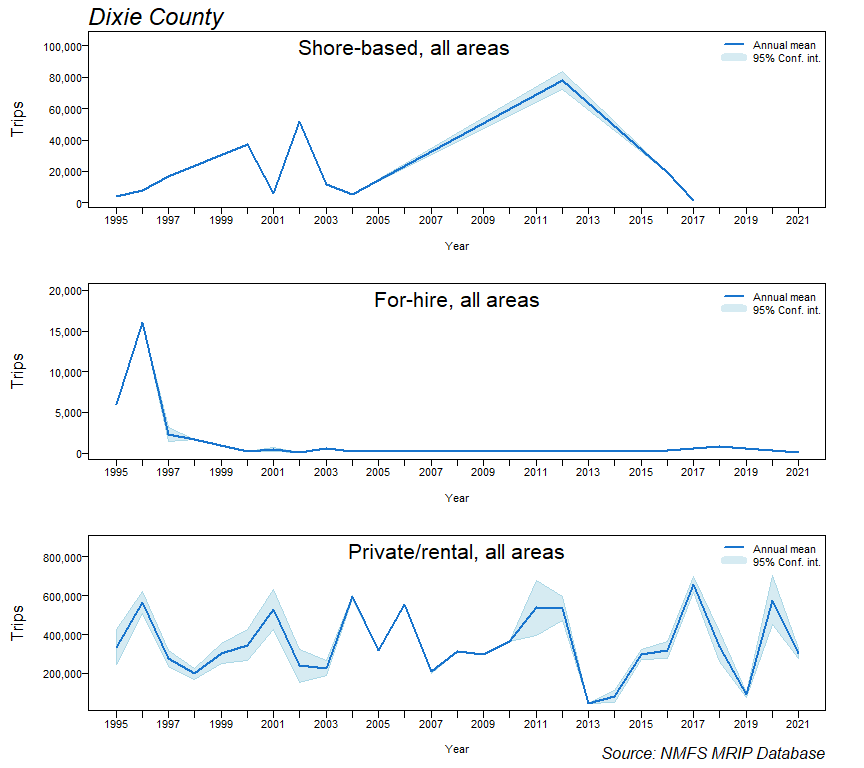 Dixie County
Shore-based, all areas
Annual mean
95% Conf. int.
100,000
80,000
60,000
40,000
20,000
0
Trips
1995 1997 1999 2001 2003 2005 2007 2009 2011 2013 2015 2017 2019 2021
Year
For-hire, all areas
Annual mean
95% Conf. int.
20,000
15,000
10,000
5,000
0
Trips
1995 1997 1999 2001 2003 2005 2007 2009 2011 2013 2015 2017 2019 2021
Year
Private/rental, all areas
Annual mean
95% Conf. int.
800,000
600,000
400,000
200,000
Trips
1995 1997 1999 2001 2003 2005 2007 2009 2011 2013 2015 2017 2019 2021
Year
Source: NMFS MRIP Database